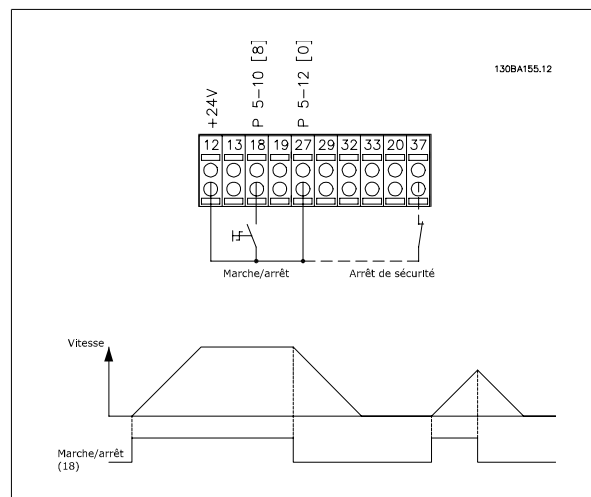 130BA155.12
+24V
P 5-10 [8]
P 5-12 [0]
12 13 18 19 27 29 32 33 20 37
Marche/arrêt
Arrêt de sécurité
Vitesse
Marche/arrêt
(18)